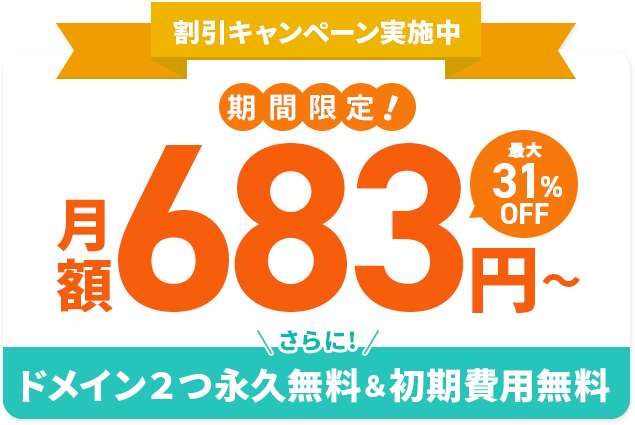 割引キャンペーン実施中
期間限定！
月額683円～
最大
31%
OFF
さらに!
ドメイン2つ永久無料&初期費用無料